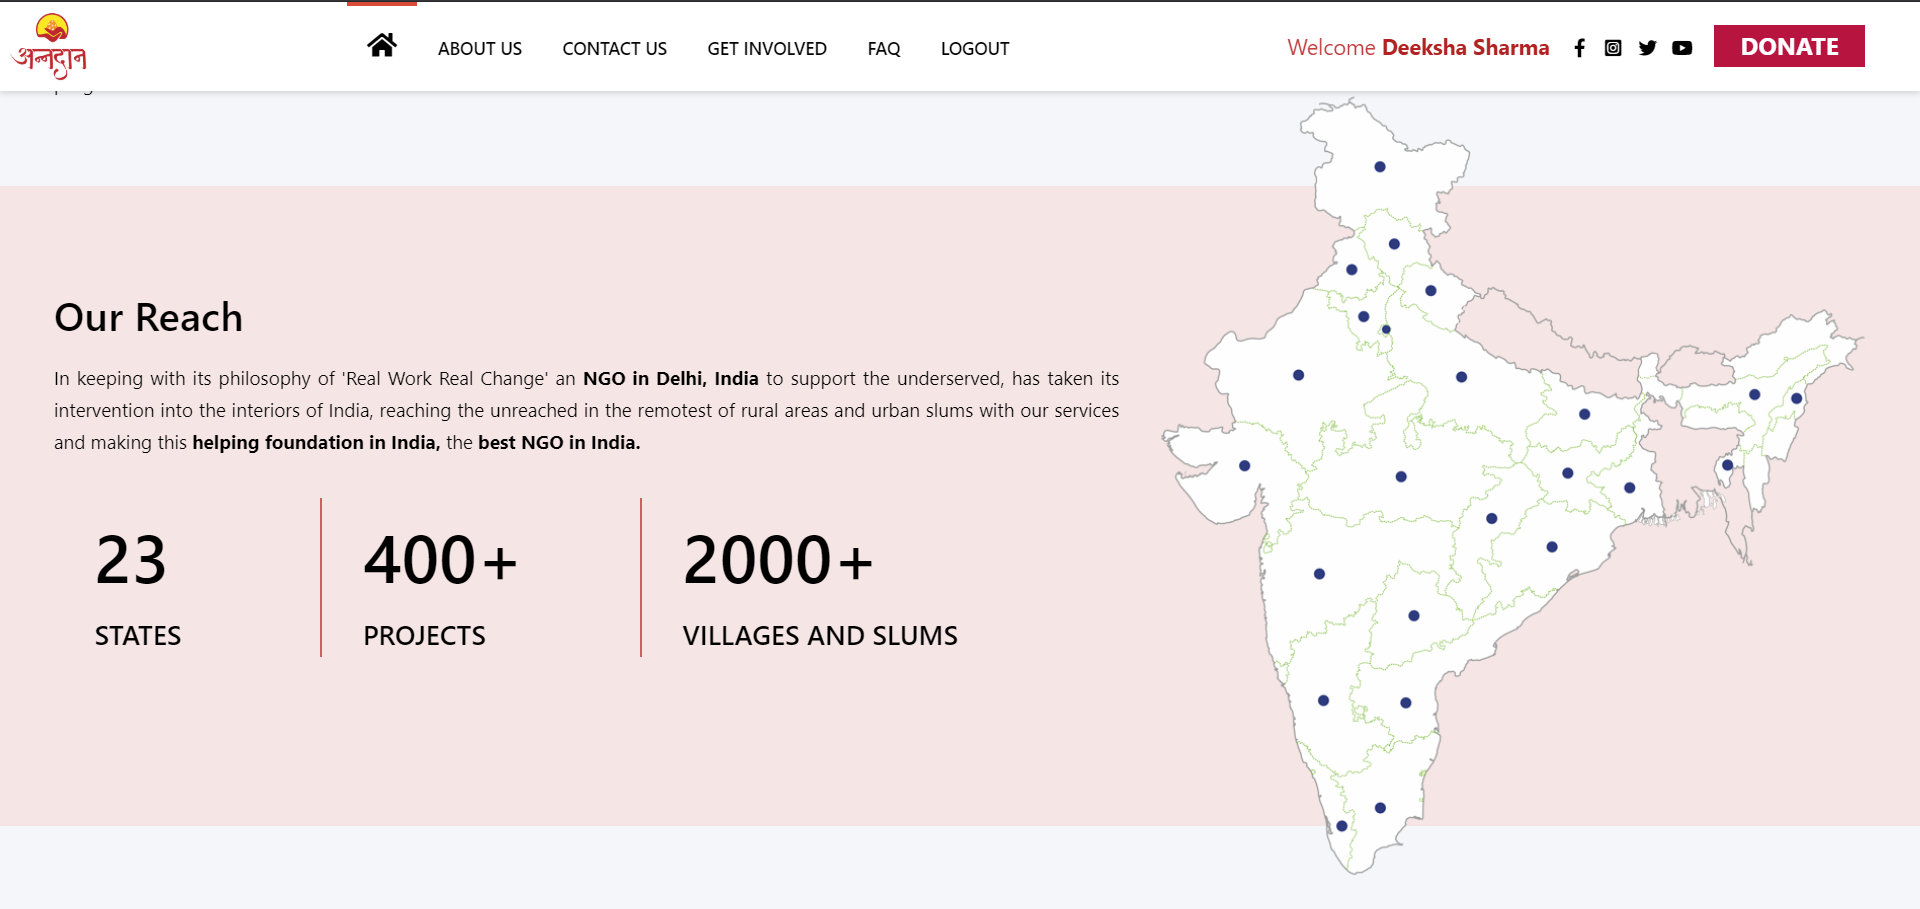 अन्नदान
ABOUT US
CONTACT US
GET INVOLVED
FAQ
LOGOUT
Welcome Deeksha Sharma
DONATE
Our Reach
In keeping with its philosophy of 'Real Work Real Change' an NGO in Delhi, India to support the underserved, has taken its
intervention into the interiors of India, reaching the unreached in the remotest of rural areas and urban slums with our services
and making this helping foundation in India, the best NGO in India.
23
STATES
400+
PROJECTS
2000+
VILLAGES AND SLUMS